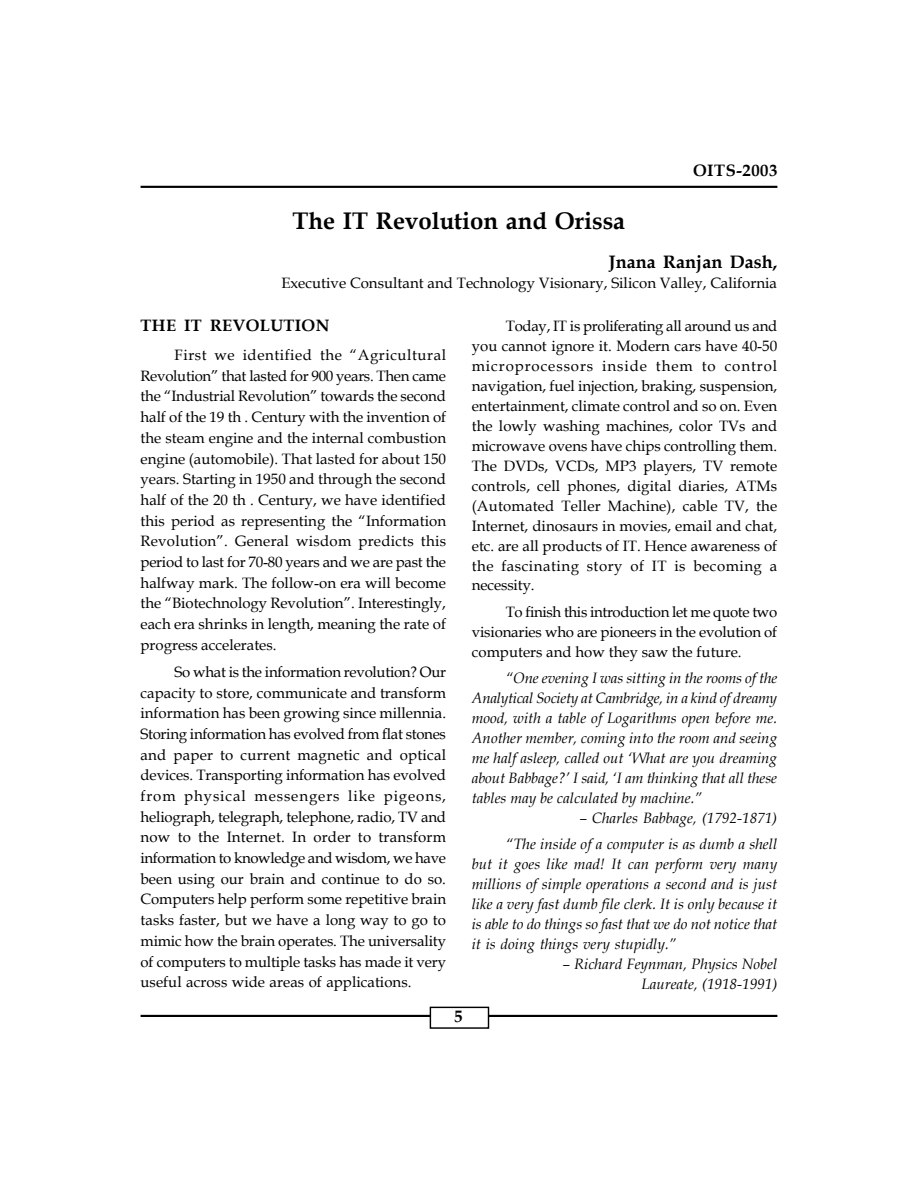 OITS-2003
The IT Revolution and Orissa
Jnana Ranjan Dash,
Executive Consultant and Technology Visionary, Silicon Valley, California
THE IT REVOLUTION
First we identified the “Agricultural
Revolution” that lasted for 900 years. Then came
the “Industrial Revolution” towards the second
half of the 19 th . Century with the invention of
the steam engine and the internal combustion
engine (automobile). That lasted for about 150
years. Starting in 1950 and through the second
half of the 20 th . Century, we have identified
this period as representing the “Information
Revolution”. General wisdom predicts this
period to last for 70-80 years and we are past the
halfway mark. The follow-on era will become
the “Biotechnology Revolution”. Interestingly,
each era shrinks in length, meaning the rate of
progress accelerates.
So what is the information revolution? Our
capacity to store, communicate and transform
information has been growing since millennia.
Storing information has evolved from flat stones
and paper to current magnetic and optical
devices. Transporting information has evolved
from physical messengers like pigeons,
heliograph, telegraph, telephone, radio, TV and
now to the Internet. In order to transform
information to knowledge and wisdom, we have
been using our brain and continue to do so.
Computers help perform some repetitive brain
tasks faster, but we have a long way to go to
mimic how the brain operates. The universality
of computers to multiple tasks has made it very
useful across wide areas of applications.
Today, IT is proliferating all around us and
you cannot ignore it. Modern cars have 40-50
microprocessors inside them to control
navigation, fuel injection, braking, suspension,
entertainment, climate control and so on. Even
the lowly washing machines, color TVs and
microwave ovens have chips controlling them.
The DVDs, VCDs, MP3 players, TV remote
controls, cell phones, digital diaries, ATMs
(Automated Teller Machine), cable TV, the
Internet, dinosaurs in movies, email and chat,
etc. are all products of IT. Hence awareness of
the fascinating story of IT is becoming a
necessity.
To finish this introduction let me quote two
visionaries who are pioneers in the evolution of
computers and how they saw the future.
“One evening I was sitting in the rooms of the
Analytical Society at Cambridge, in a kind of dreamy
mood, with a table of Logarithms open before me.
Another member, coming into the room and seeing
me half asleep, called out ‘What are you dreaming
about Babbage?’ I said, ‘I am thinking that all these
tables may be calculated by machine.”
– Charles Babbage, (1792-1871)
“The inside of a computer is as dumb a shell
but it goes like mad! It can perform very many
millions of simple operations a second and is just
like a very fast dumb file clerk. It is only because it
is able to do things so fast that we do not notice that
it is doing things very stupidly.”
– Richard Feynman, Physics Nobel
Laureate, (1918-1991)
5